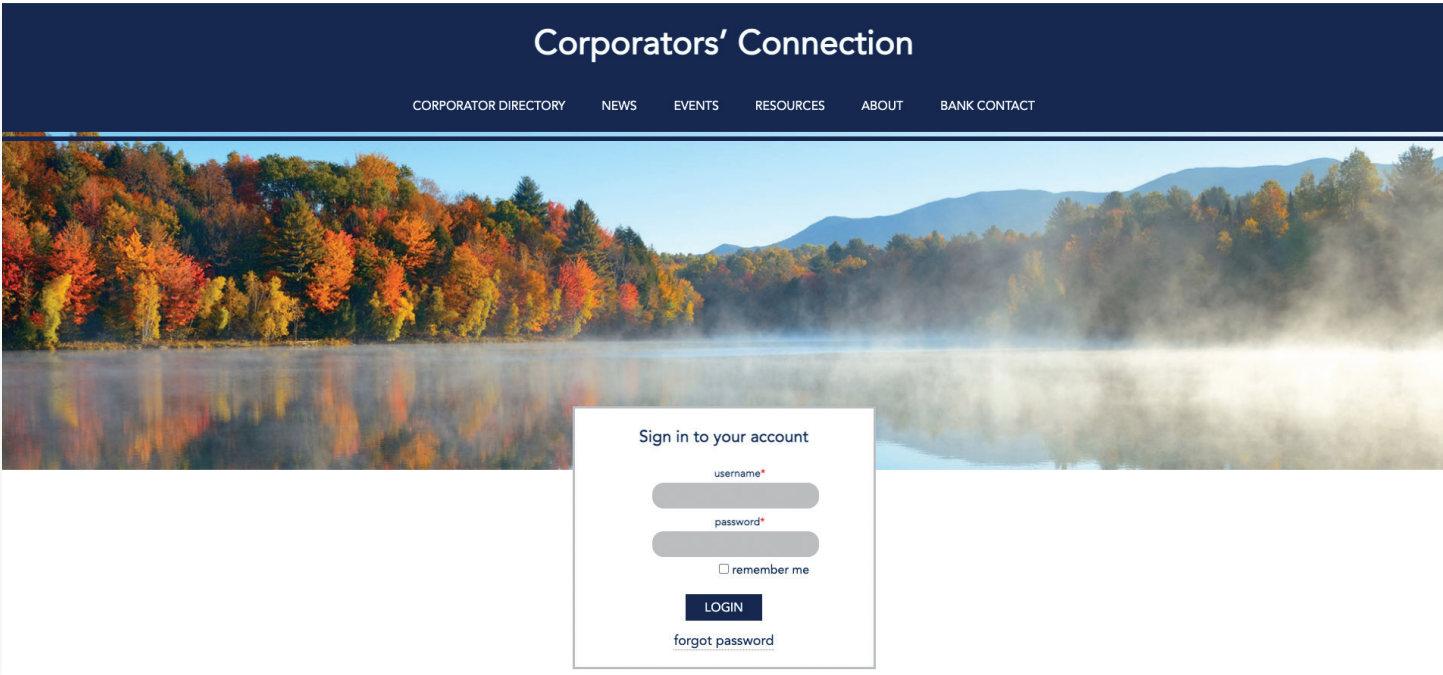 Corporators' Connection
CORPORATOR DIRECTORY NEWS EVENTS RESOURCES ABOUT BANK CONTACT
Sign in to your account
username*
password*
remember me
LOGIN
forgot password